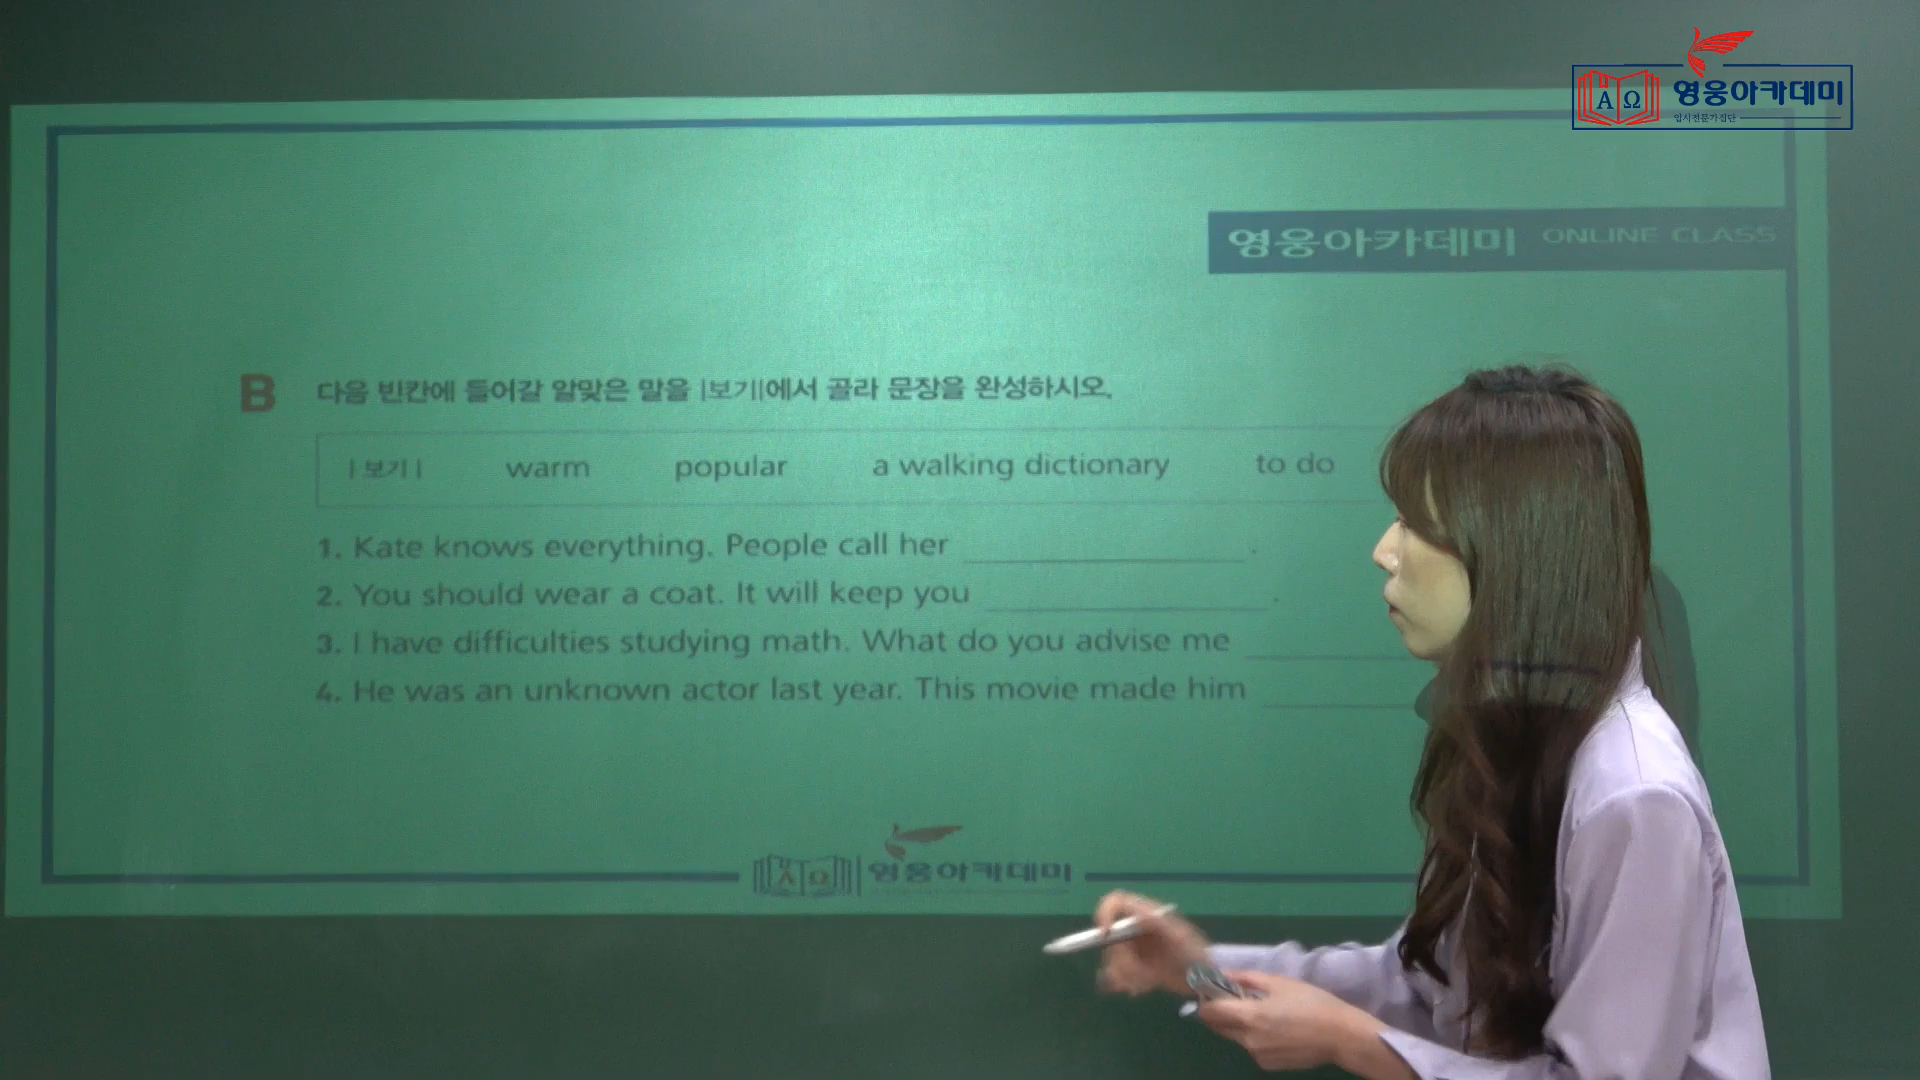 영웅아카데미
입시전문가집단
영웅아카데미 ONLINE CLASS
B 다음 빈칸에 들어갈 알맞은 말을 |보기|에서 골라 문장을 완성하시오.
| 보기 | warm popular a walking dictionary to do
1. Kate knows everything. People call her ____________.
2. You should wear a coat. It will keep you ____________.
3. I have difficulties studying math. What do you advise me ____________
4. He was an unknown actor last year. This movie made him ____________
A Ω 영웅아카데미